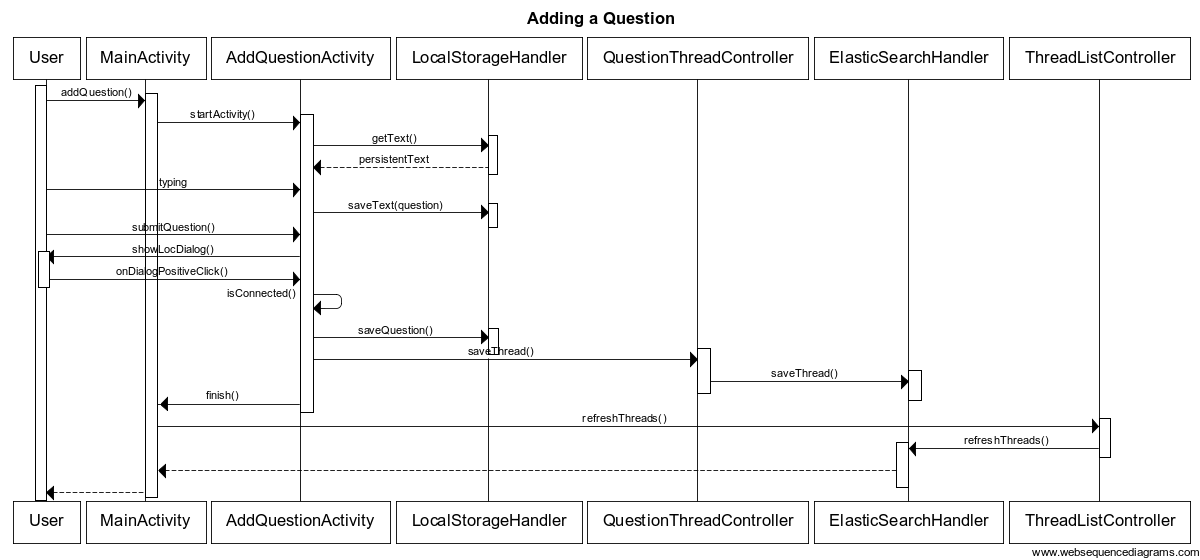 Adding a Question
User MainActivity AddQuestionActivity LocalStorageHandler QuestionThreadController ElasticSearchHandler ThreadListController
addQuestion()
startActivity()
getText()
persistentText
typing
saveText(question)
submitQuestion()
showLocDialog()
onDialogPositiveClick()
isConnected()
saveQuestion()
saveThread()
saveThread()
finish()
refreshThreads()
refreshThreads()
User MainActivity AddQuestionActivity LocalStorageHandler QuestionThreadController ElasticSearchHandler ThreadListController
www.websequencediagrams.com